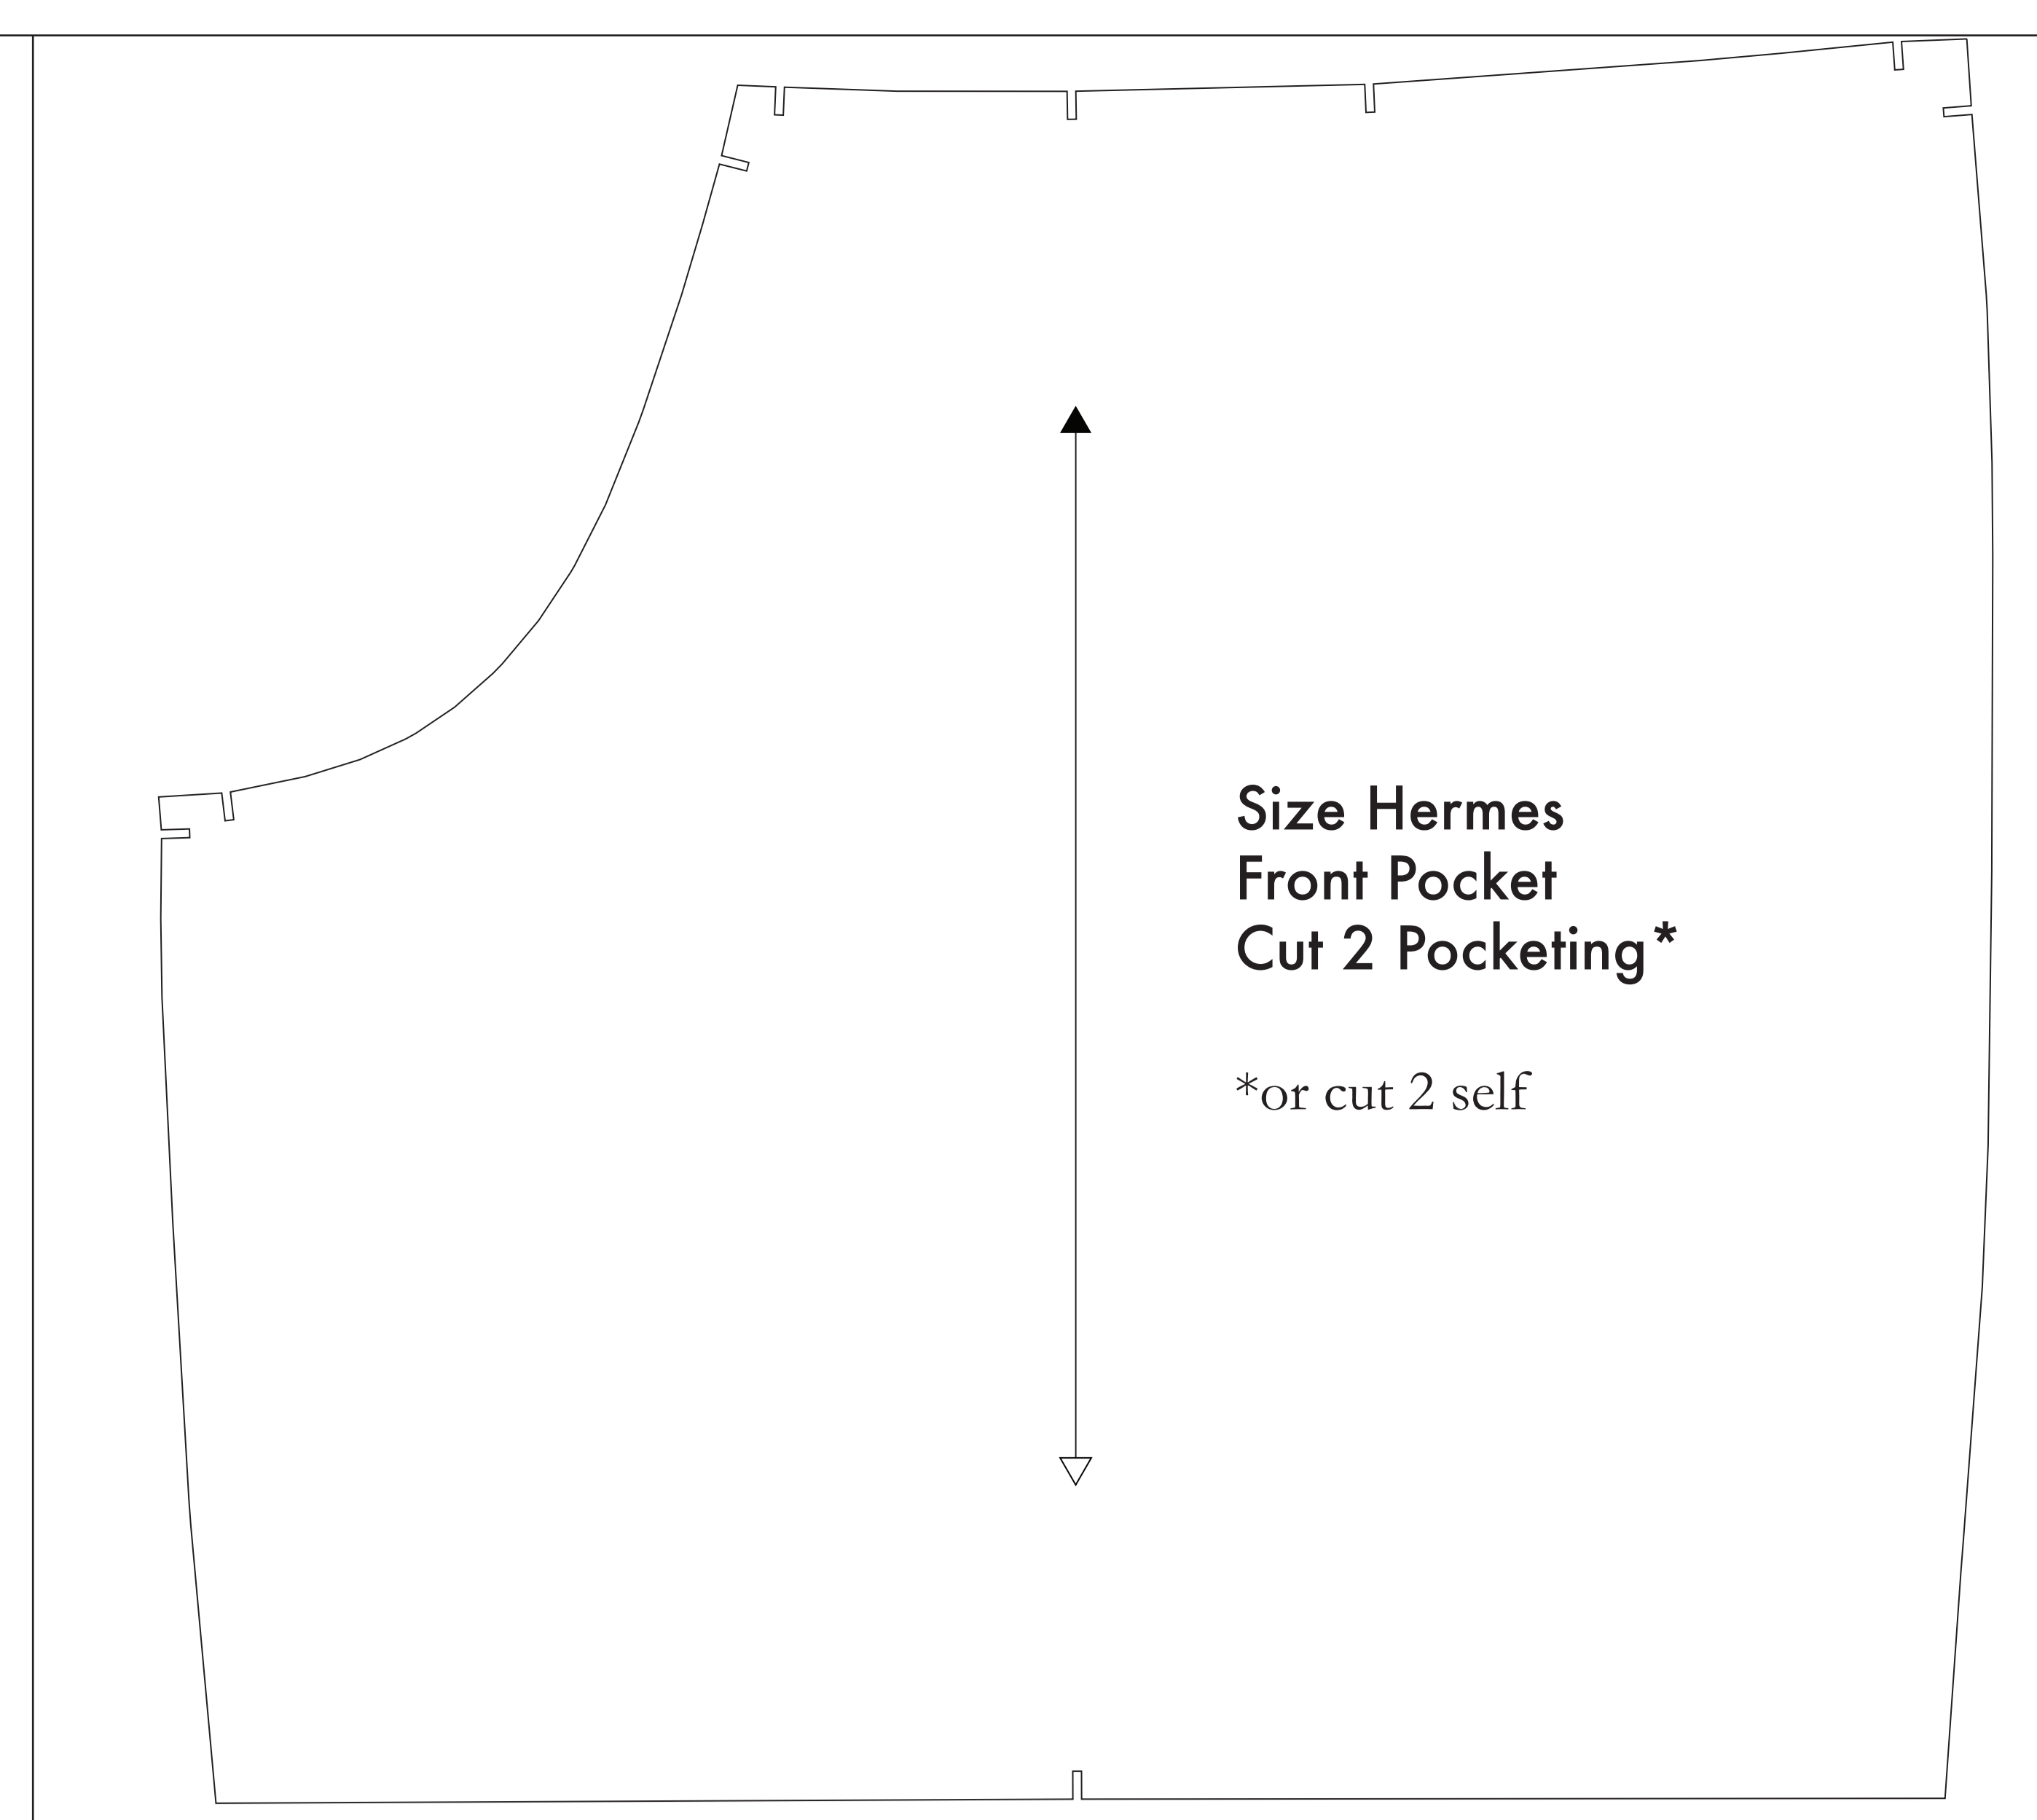 Size Hermes
Front Pocket
Cut 2 Pocketing*
*or cut 2 self